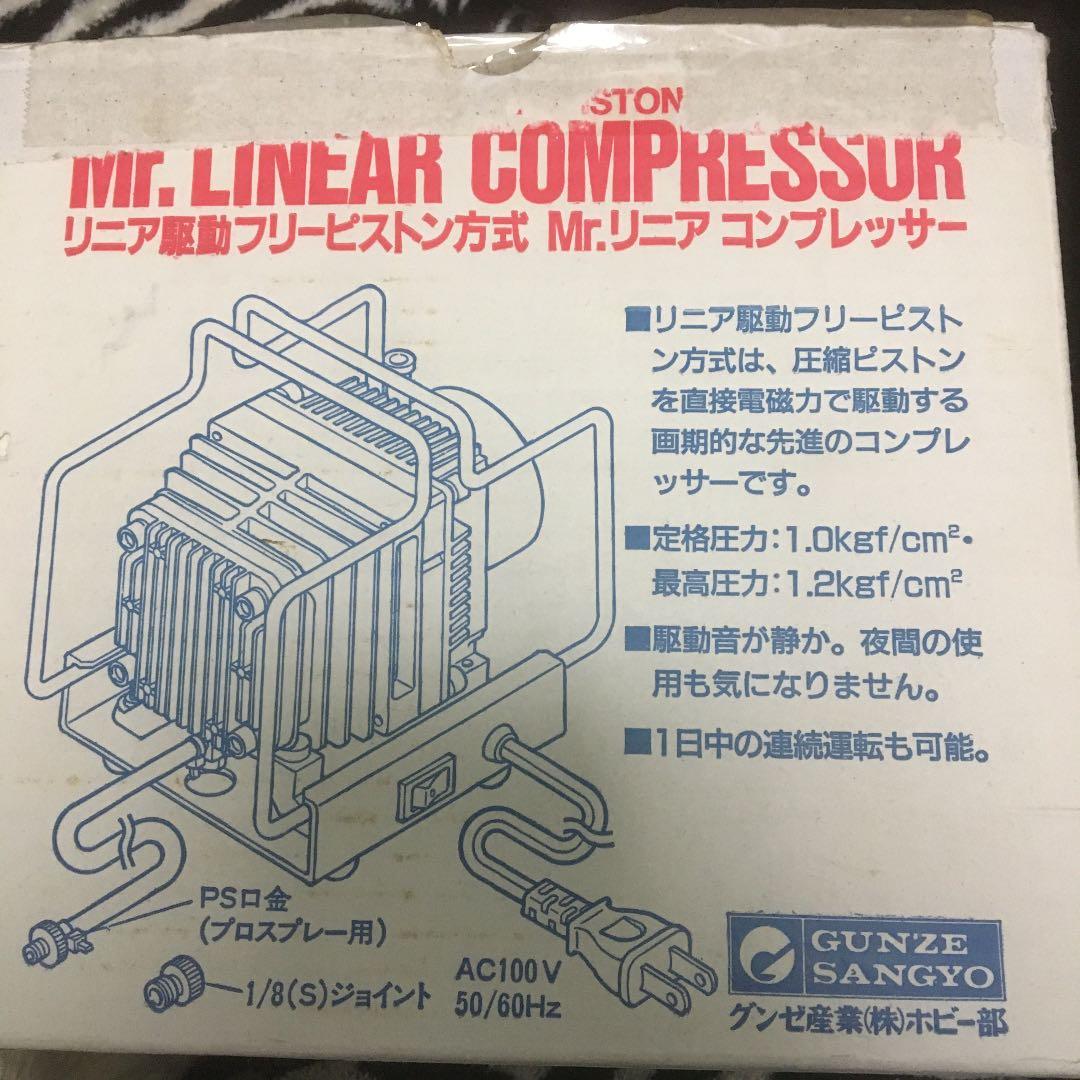 ISTON
Mr. LINEAR COMPRESSOR
リニア駆動フリーピストン方式 Mr.リニア コンプレッサー
■リニア駆動フリーピスト
ン方式は、圧縮ピストン
を直接電磁力で駆動する
画期的な先進のコンプレ
ッサーです。
■定格圧力:1.0kgf/cm²・
最高圧力:1.2kgf/cm²
■駆動音が静か。夜間の使
用も気になりません。
■1日中の連続運転も可能。
PS口金
(プロスプレー用)
1/8(S)ジョイント
AC100V
50/60Hz
GUNZE
SANGYO
グンゼ産業(株)ホビー部